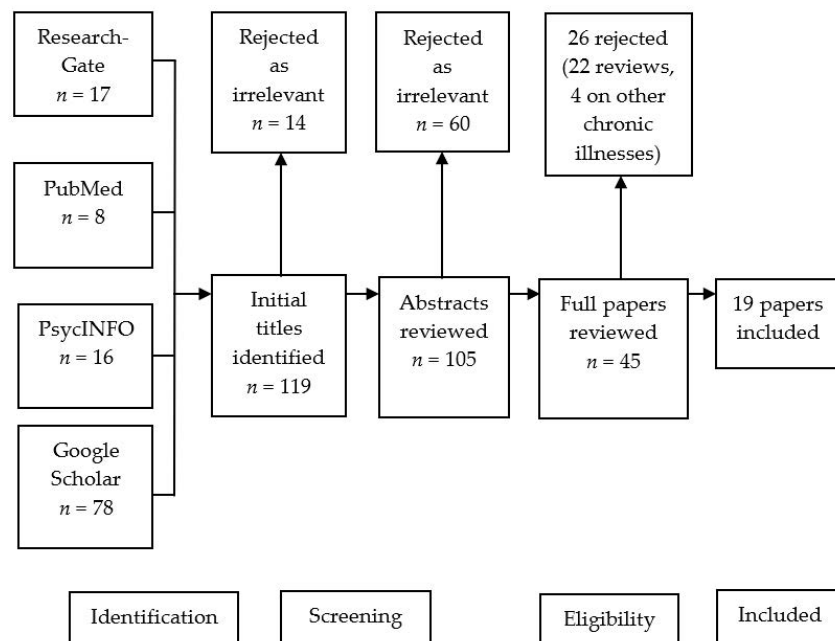 Research-
Gate
n = 17
PubMed
n = 8
PsycINFO
n = 16
Google
Scholar
n = 78
Rejected
as
irrelevant
n = 14
Initial
titles
identified
n = 119
Rejected
as
irrelevant
n = 60
Abstracts
reviewed
n = 105
26 rejected
(22 reviews,
4 on other
chronic
illnesses)
Full papers
reviewed
n = 45
19 papers
included
Identification
Screening
Eligibility
Included